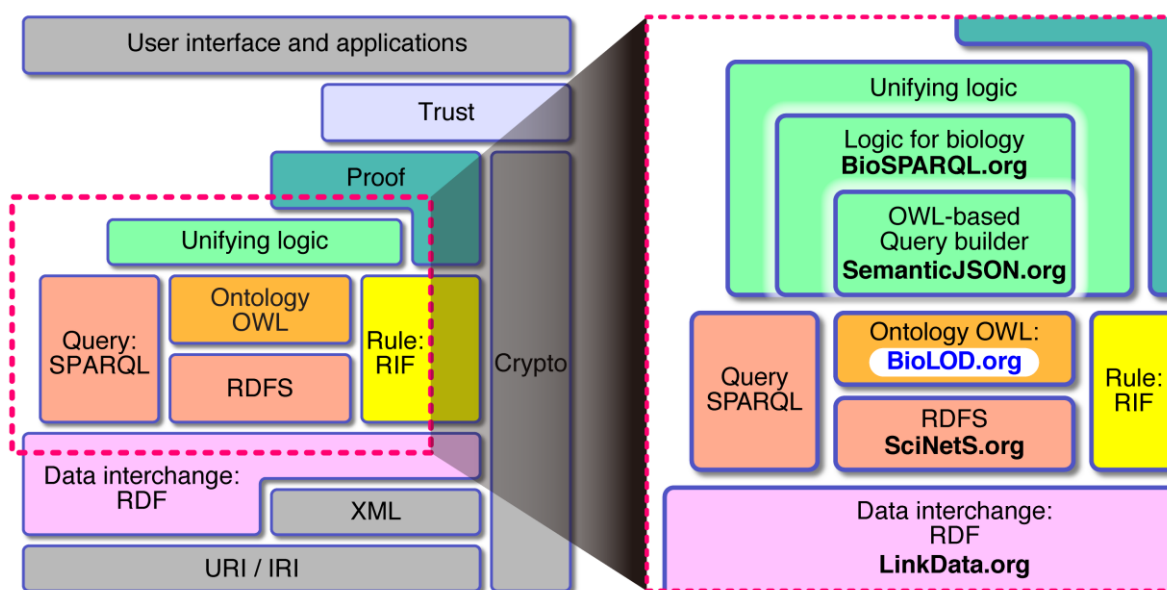 User interface and applications
Trust
Proof
Unifying logic
Query:
SPARQL
Ontology
OWL
RDFS
Rule:
RIF
Crypto
Data interchange:
RDF
XML
URI / IRI
Unifying logic
Logic for biology
BioSPARQL.org
OWL-based
Query builder
SemanticJSON.org
Query
SPARQL
Ontology OWL:
BioLOD.org
RDFS
SciNetS.org
Rule:
RIF
Data interchange:
RDF
LinkData.org